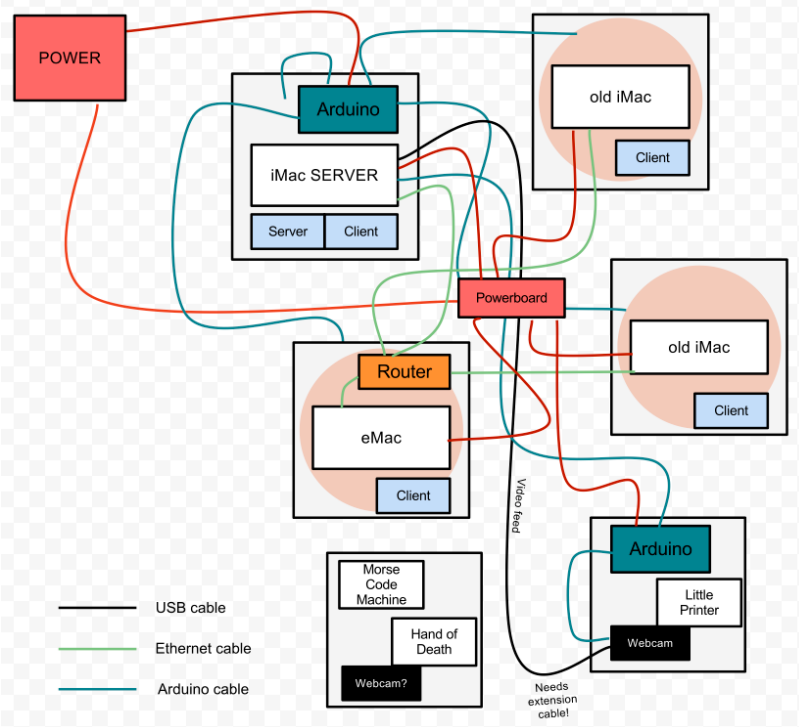 POWER
Arduino
iMac SERVER
Server
Client
old iMac
Client
Powerboard
old iMac
Client
Router
eMac
Client
Video feed
Arduino
Little
Printer
Webcam
Morse
Code
Machine
Hand of
Death
Webcam?
Needs
extension
cable!
USB cable
Ethernet cable
Arduino cable